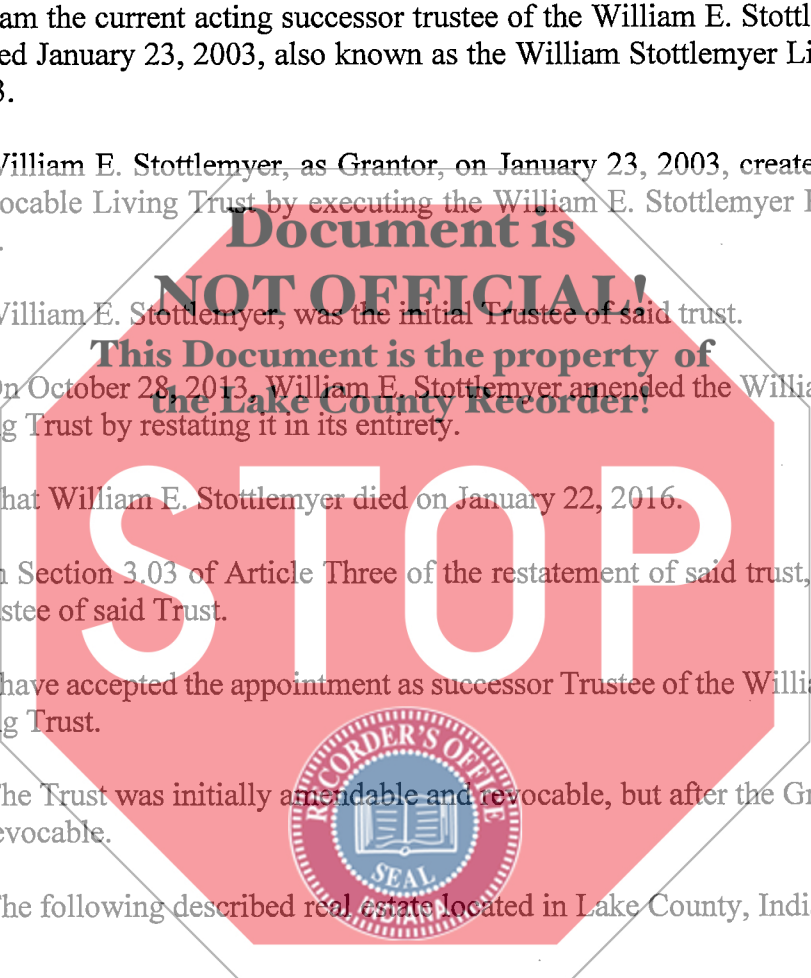 am the current acting successor trustee of the William E. Stottl
ed January 23, 2003, also known as the William Stottlemyer Li
3.
William E. Stottlemyer, as Grantor, on January 23, 2003, create
ocable Living Trust by executing the William E. Stottlemyer
Document is
NOT OFFICIAL!
William E. Stottlemyer, was the initial Trustee of said trust.
This Document is the property of
the Lake County Recorder!
On October 28, 2013, William E. Stottlemyer amended the Willia
g Trust by restating it in its entirety.
STOP
hat William E. Stottlemyer died on January 22, 2016.
n Section 3.03 of Article Three of the restatement of said trust,
stee of said Trust.
have accepted the appointment as successor Trustee of the Willia
g Trust.
RECORDER'S OFFICE
The Trust was initially amendable and revocable, but after the Gr
evocable.
SEAL
INDIANA
The following described real estate located in Lake County, Indi